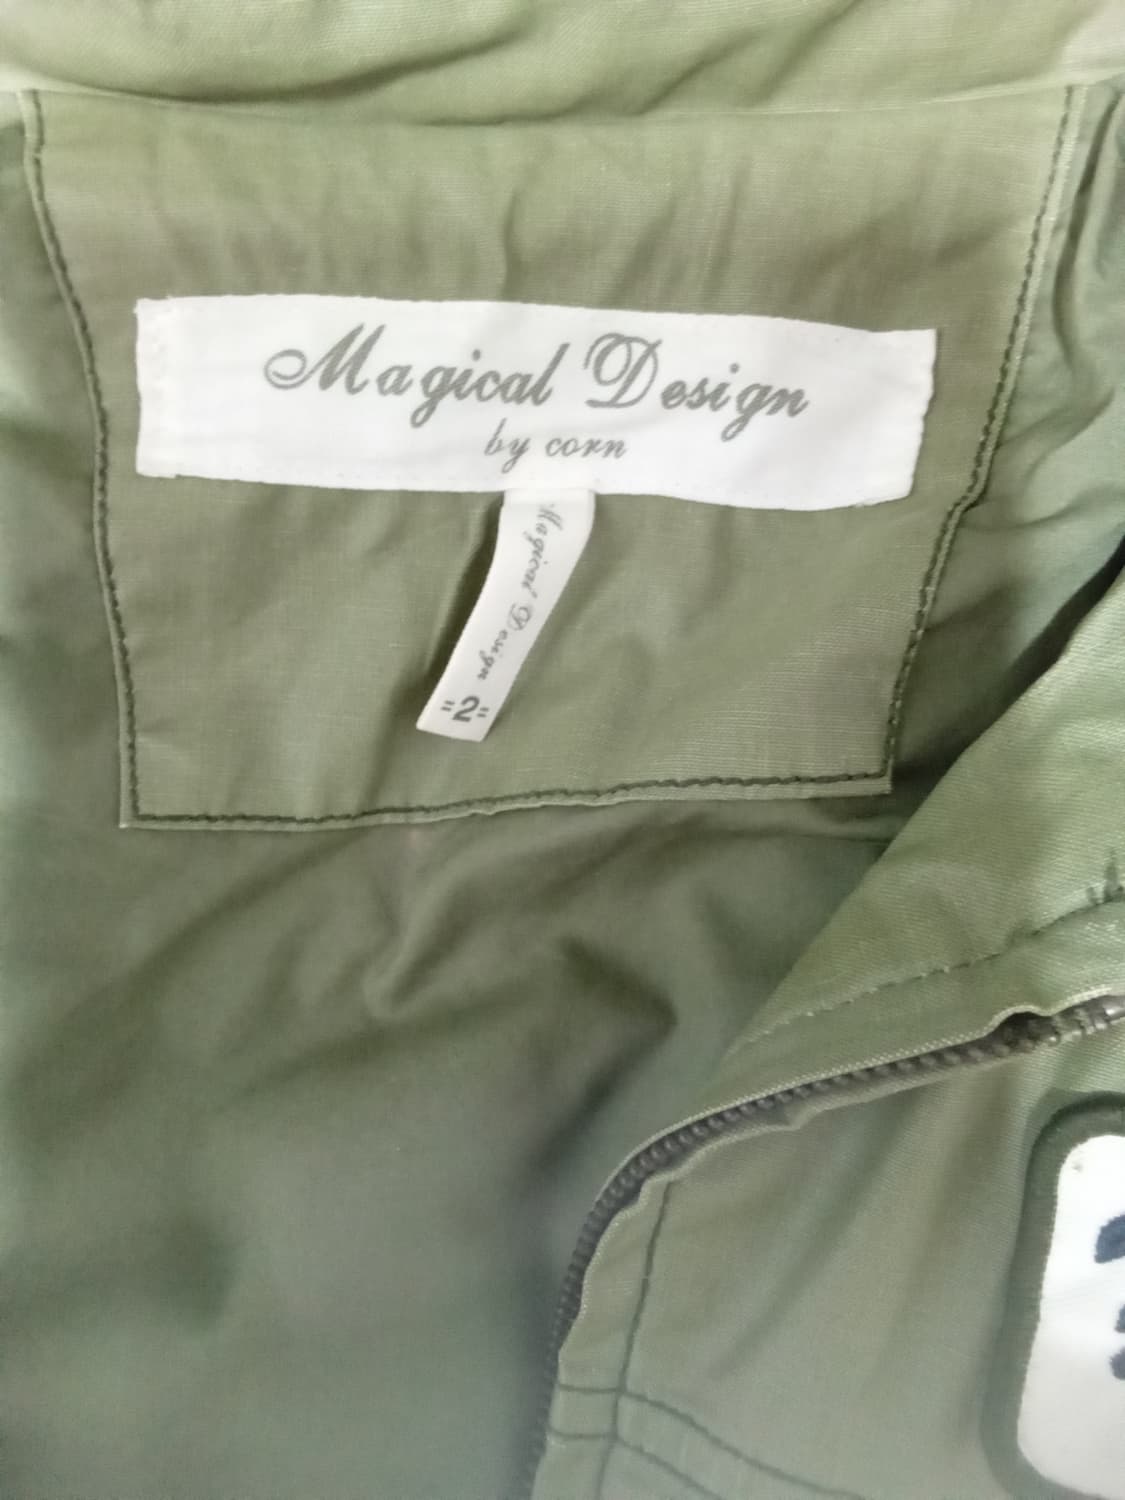 Magical Design
by corn
Magical Design
"2"